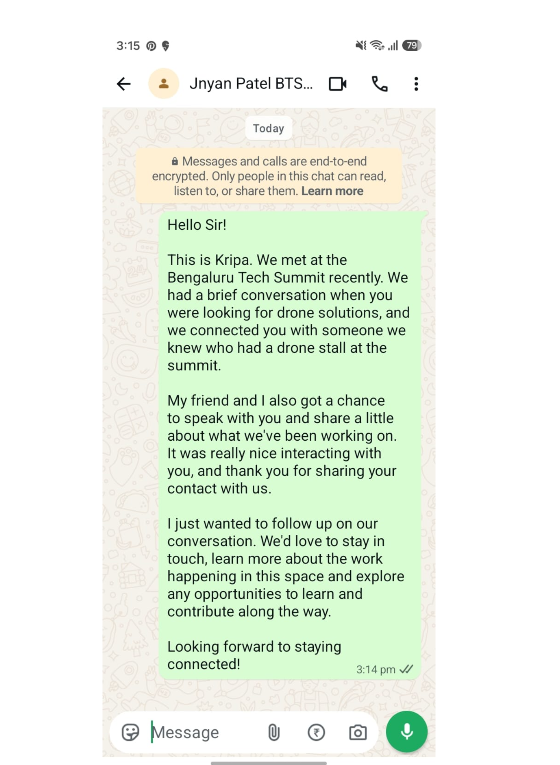 3:15
79
Jnyan Patel BTS...
Today
Messages and calls are end-to-end
encrypted. Only people in this chat can read,
listen to, or share them. Learn more
Hello Sir!
This is Kripa. We met at the
Bengaluru Tech Summit recently. We
had a brief conversation when you
were looking for drone solutions, and
we connected you with someone we
knew who had a drone stall at the
summit.
My friend and I also got a chance
to speak with you and share a little
about what we've been working on.
It was really nice interacting with
you, and thank you for sharing your
contact with us.
I just wanted to follow up on our
conversation. We'd love to stay in
touch, learn more about the work
happening in this space and explore
any opportunities to learn and
contribute along the way.
Looking forward to staying
connected!
3:14 pm
Message
₹